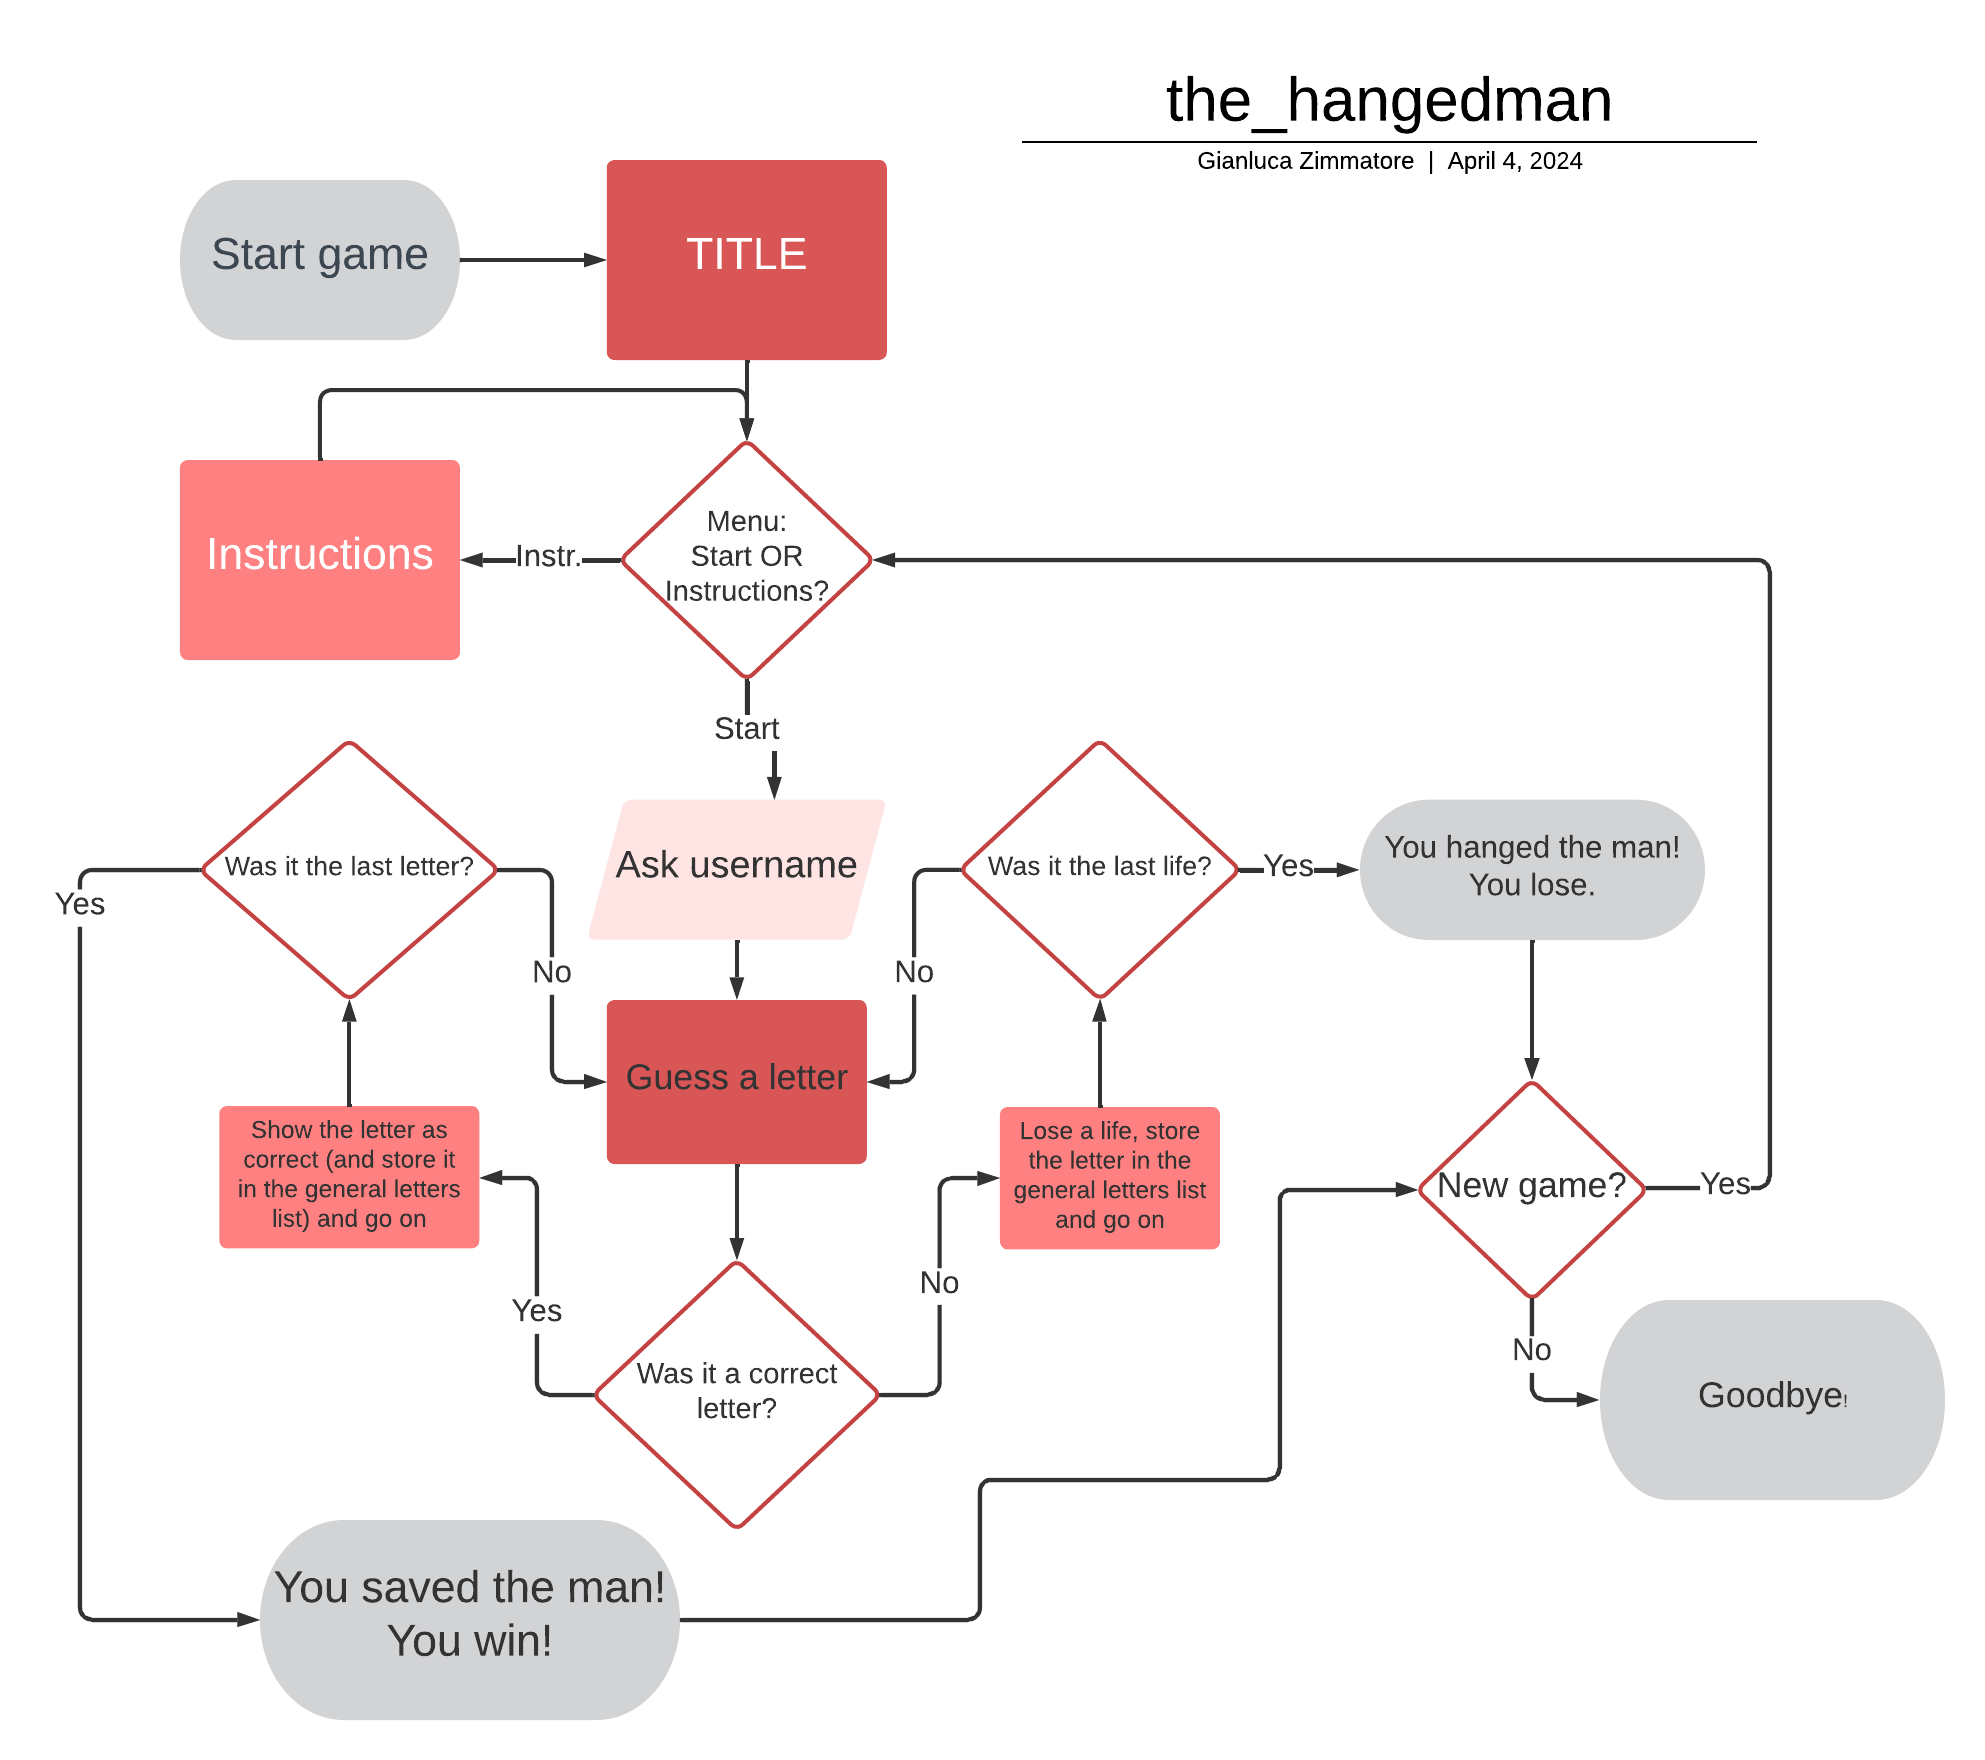 the_hangedman
Gianluca Zimmatore | April 4, 2024
Start game
TITLE
Instructions
Instr.
Menu:
Start OR
Instructions?
Start
Was it the last letter?
Yes
No
Ask username
Was it the last life?
No
Yes
You hanged the man!
You lose.
Guess a letter
Show the letter as
correct (and store it
in the general letters
list) and go on
Lose a life, store
the letter in the
general letters list
and go on
New game?
Yes
Yes
No
Was it a correct
letter?
No
Goodbye!
You saved the man!
You win!